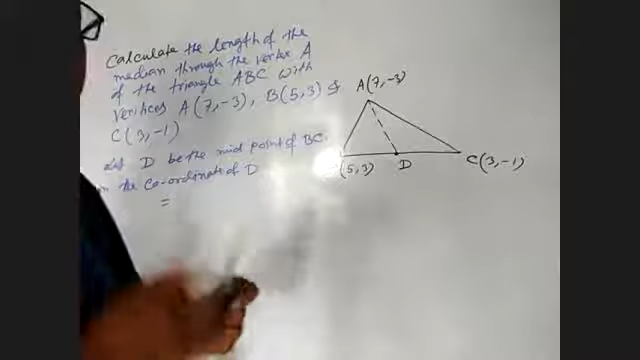 Calculate the length of the
median through the vertex A
of the triangle ABC with
vertices A(7,-3), B(5,3) &
C(3,-1)
Let D be the mid point of BC.
the co-ordinate of D
=
A(7,-3)
(5,3)
D
C(3,-1)